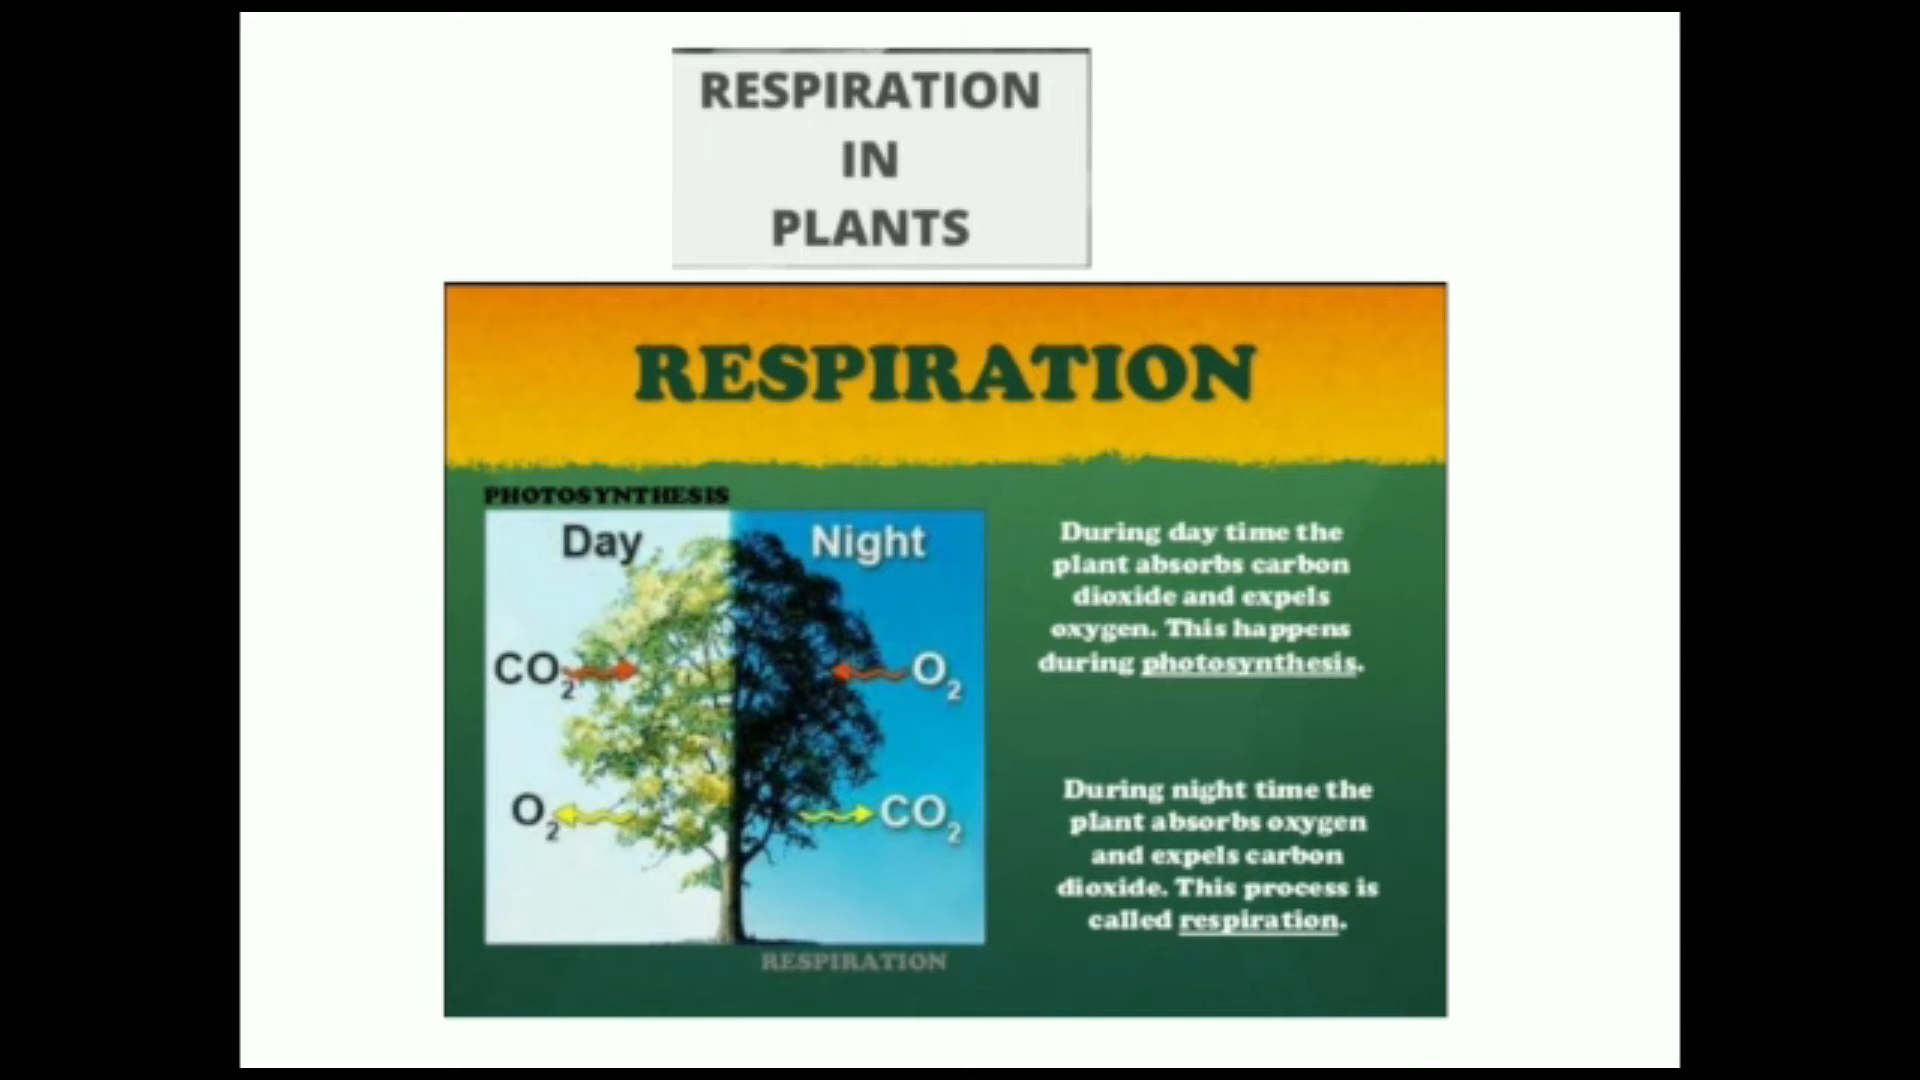 RESPIRATION
IN
PLANTS
RESPIRATION
PHOTOSYNTHESIS
Day
Night
CO2
O2
O2
CO2
RESPIRATION
During day time the
plant absorbs carbon
dioxide and expels
oxygen. This happens
during photosynthesis.
During night time the
plant absorbs oxygen
and expels carbon
dioxide. This process is
called respiration.